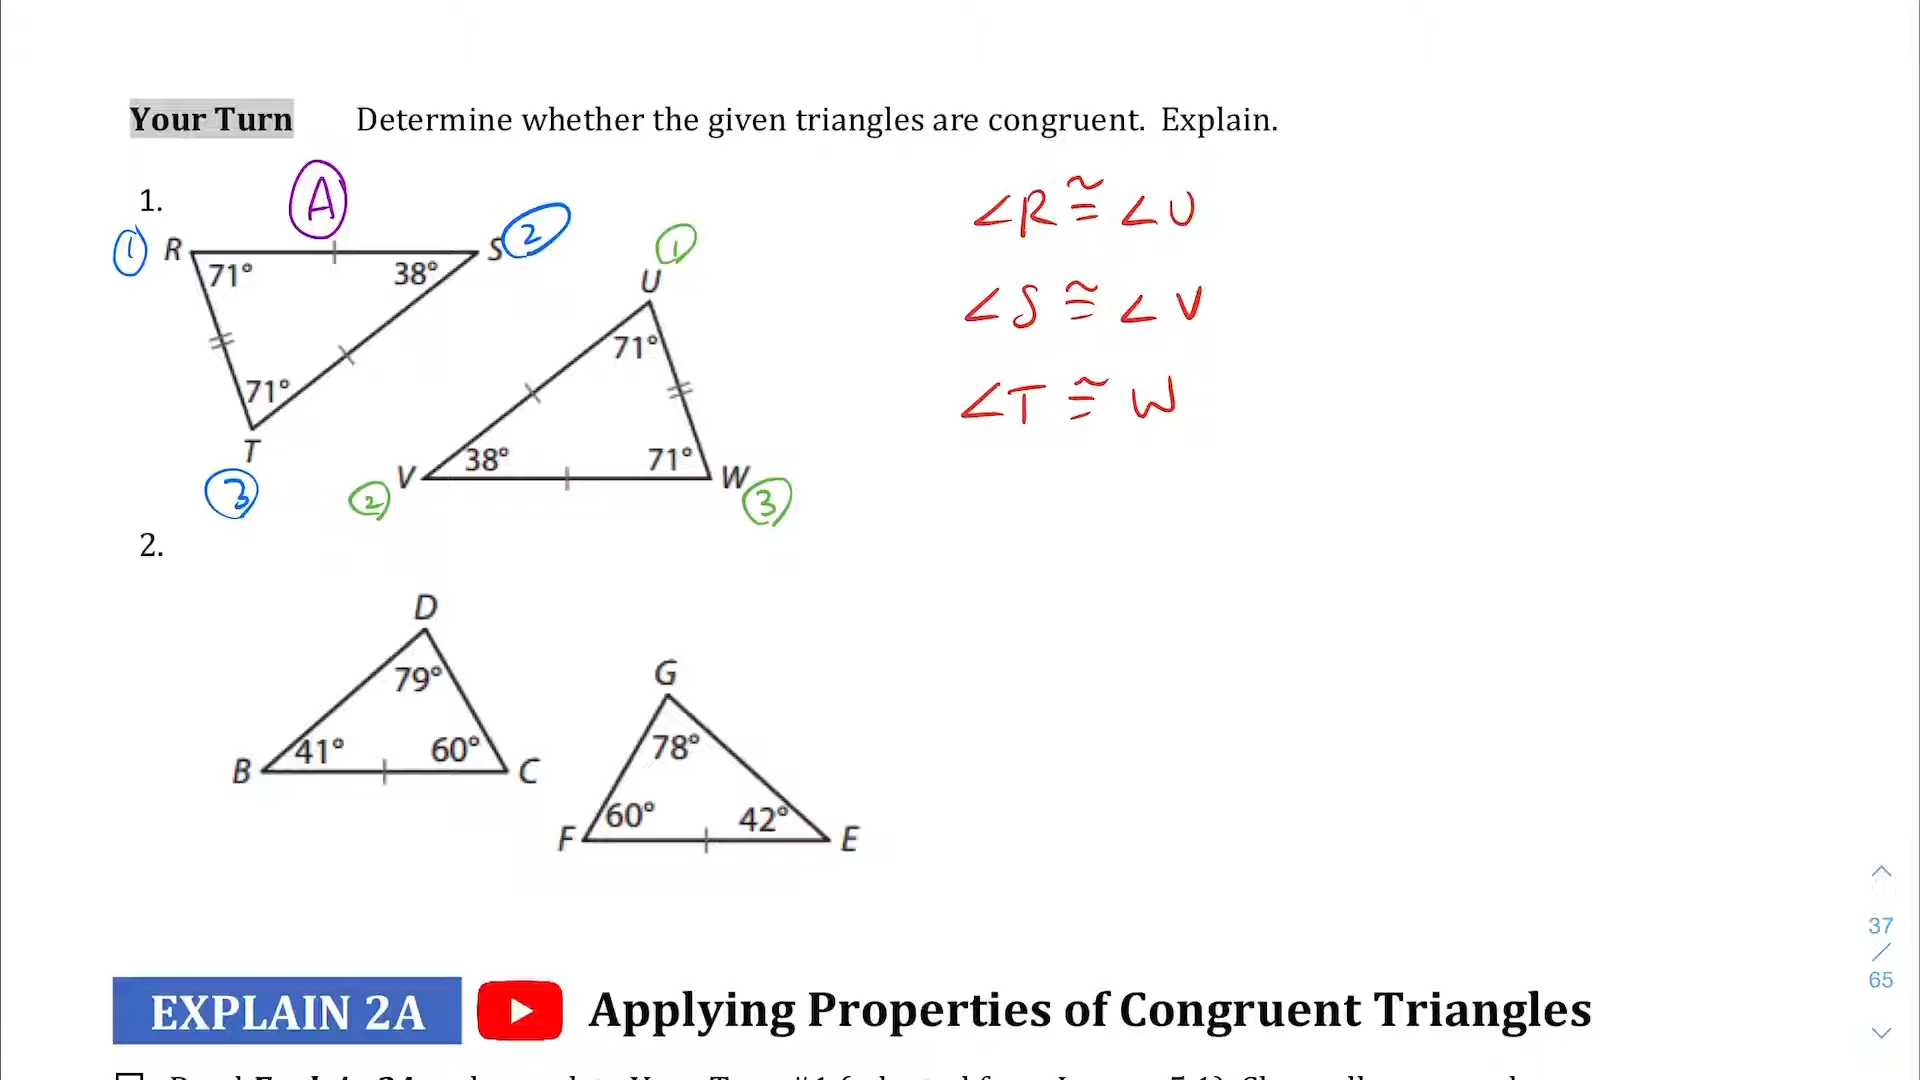 Your Turn Determine whether the given triangles are congruent. Explain.
1.
A
1 R
S 2
71° 38°
71°
T
3
1
U
71°
38° 71°
V W
2 3
∠R ≅ ∠U
∠S ≅ ∠V
∠T ≅ W
2.
D
79°
41° 60°
B C
G
78°
60° 42°
F E
37
/
65
EXPLAIN 2A Applying Properties of Congruent Triangles